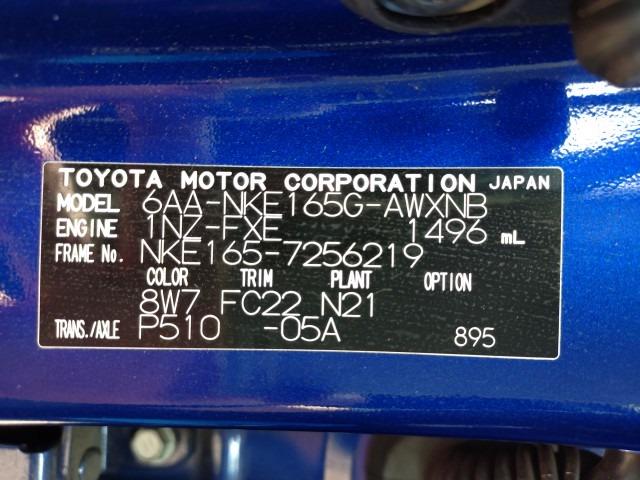 TOYOTA MOTOR CORPORATION JAPAN
MODEL 6AA-NKE165G-AWXNB
ENGINE 1NZ-FXE 1496 mL
FRAME No. NKE165-7256219
COLOR TRIM PLANT OPTION
8W7 FC22 N21
TRANS./AXLE P510 -05A 895